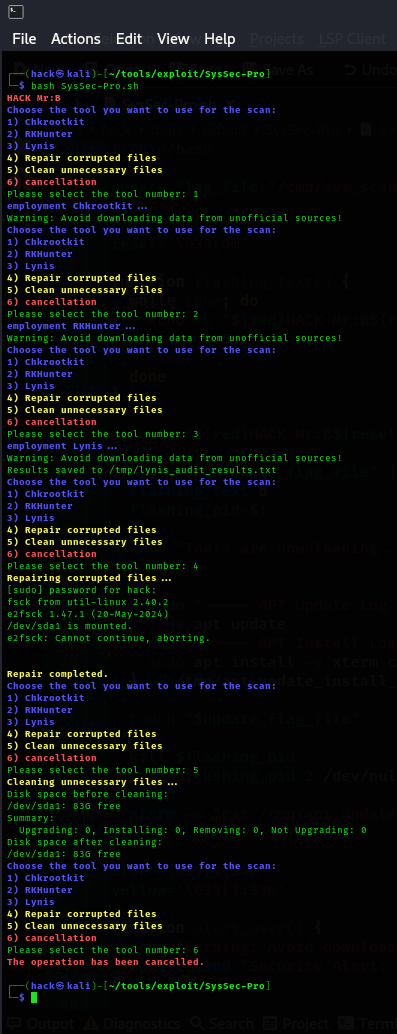 File Actions Edit View Help
┌──(hack㉿kali)-[~/tools/exploit/SysSec-Pro]
└─$ bash SysSec-Pro.sh
HACK Mr:B
Choose the tool you want to use for the scan:
1) Chkrootkit
2) RKHunter
3) Lynis
4) Repair corrupted files
5) Clean unnecessary files
6) cancellation
Please select the tool number: 1
employment Chkrootkit ...
Warning: Avoid downloading data from unofficial sources!
Choose the tool you want to use for the scan:
1) Chkrootkit
2) RKHunter
3) Lynis
4) Repair corrupted files
5) Clean unnecessary files
6) cancellation
Please select the tool number: 2
employment RKHunter ...
Warning: Avoid downloading data from unofficial sources!
Choose the tool you want to use for the scan:
1) Chkrootkit
2) RKHunter
3) Lynis
4) Repair corrupted files
5) Clean unnecessary files
6) cancellation
Please select the tool number: 3
employment Lynis ...
Warning: Avoid downloading data from unofficial sources!
Results saved to /tmp/lynis_audit_results.txt
Choose the tool you want to use for the scan:
1) Chkrootkit
2) RKHunter
3) Lynis
4) Repair corrupted files
5) Clean unnecessary files
6) cancellation
Please select the tool number: 4
Repairing corrupted files ...
[sudo] password for hack:
fsck from util-linux 2.40.2
e2fsck 1.47.1 (20-May-2024)
/dev/sda1 is mounted.
e2fsck: Cannot continue, aborting.
Repair completed.
Choose the tool you want to use for the scan:
1) Chkrootkit
2) RKHunter
3) Lynis
4) Repair corrupted files
5) Clean unnecessary files
6) cancellation
Please select the tool number: 5
Cleaning unnecessary files ...
Disk space before cleaning:
/dev/sda1: 83G free
Summary:
Upgrading: 0, Installing: 0, Removing: 0, Not Upgrading: 0
Disk space after cleaning:
/dev/sda1: 83G free
Choose the tool you want to use for the scan:
1) Chkrootkit
2) RKHunter
3) Lynis
4) Repair corrupted files
5) Clean unnecessary files
6) cancellation
Please select the tool number: 6
The operation has been cancelled.
┌──(hack㉿kali)-[~/tools/exploit/SysSec-Pro]
└─$